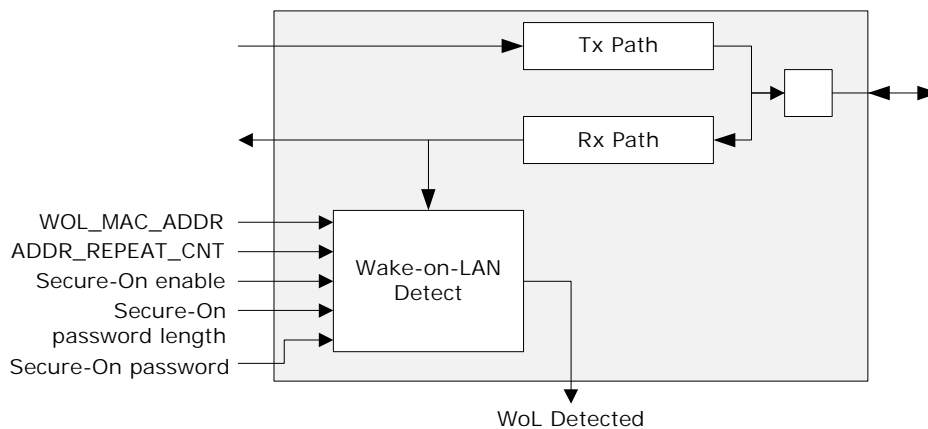 Tx Path
Rx Path
WOL_MAC_ADDR
ADDR_REPEAT_CNT
Secure-On enable
Secure-On
password length
Secure-On password
Wake-on-LAN
Detect
WoL Detected